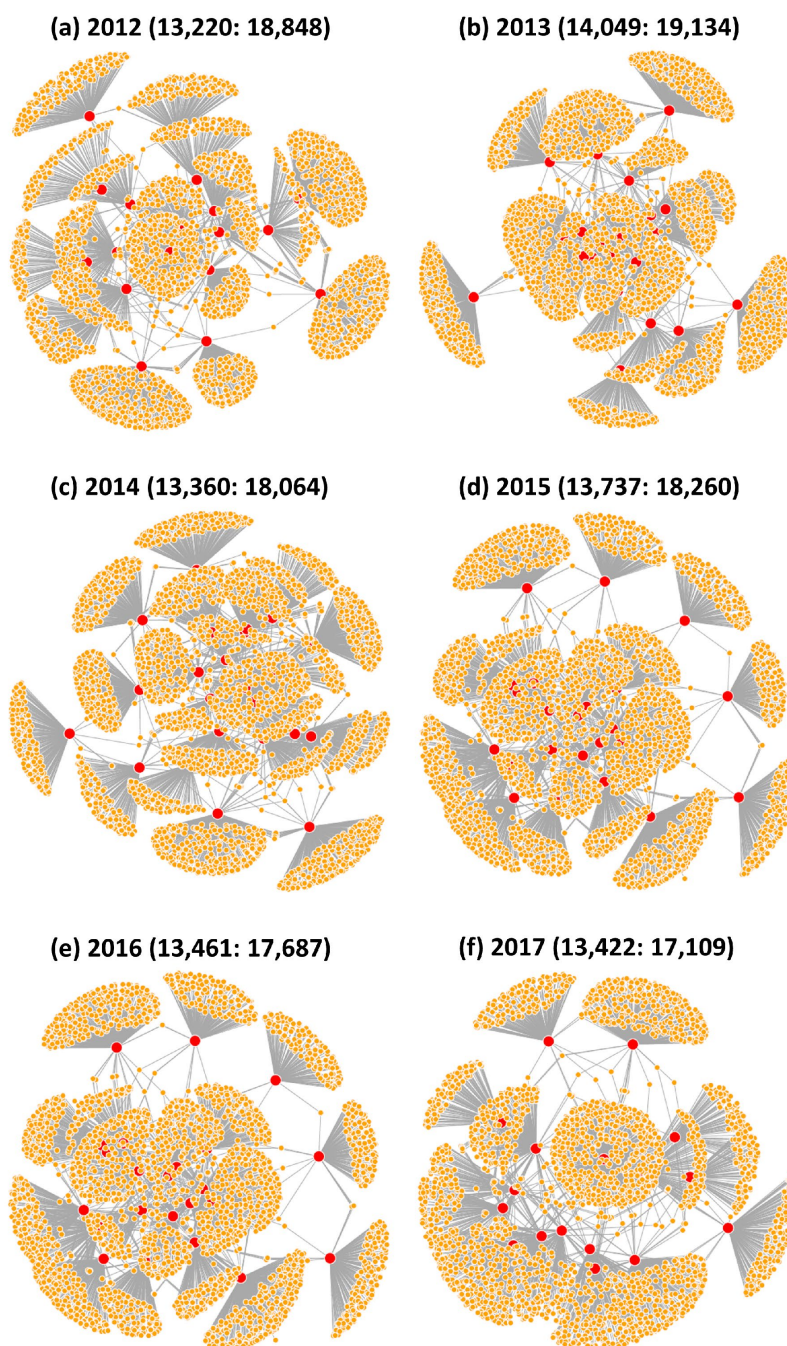 (a) 2012 (13,220: 18,848)
(b) 2013 (14,049: 19,134)
(c) 2014 (13,360: 18,064)
(d) 2015 (13,737: 18,260)
(e) 2016 (13,461: 17,687)
(f) 2017 (13,422: 17,109)